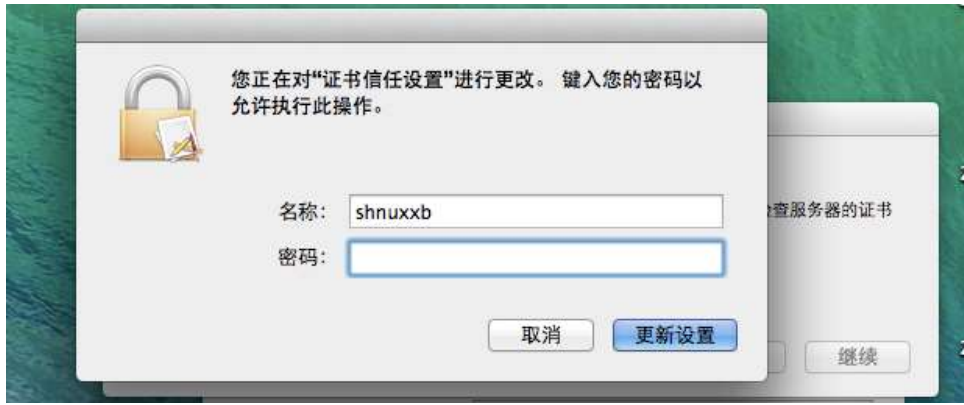 您正在对“证书信任设置”进行更改。 键入您的密码以
允许执行此操作。
名称：
shnuxxb
查服务器的证书
密码：
取消
更新设置
继续